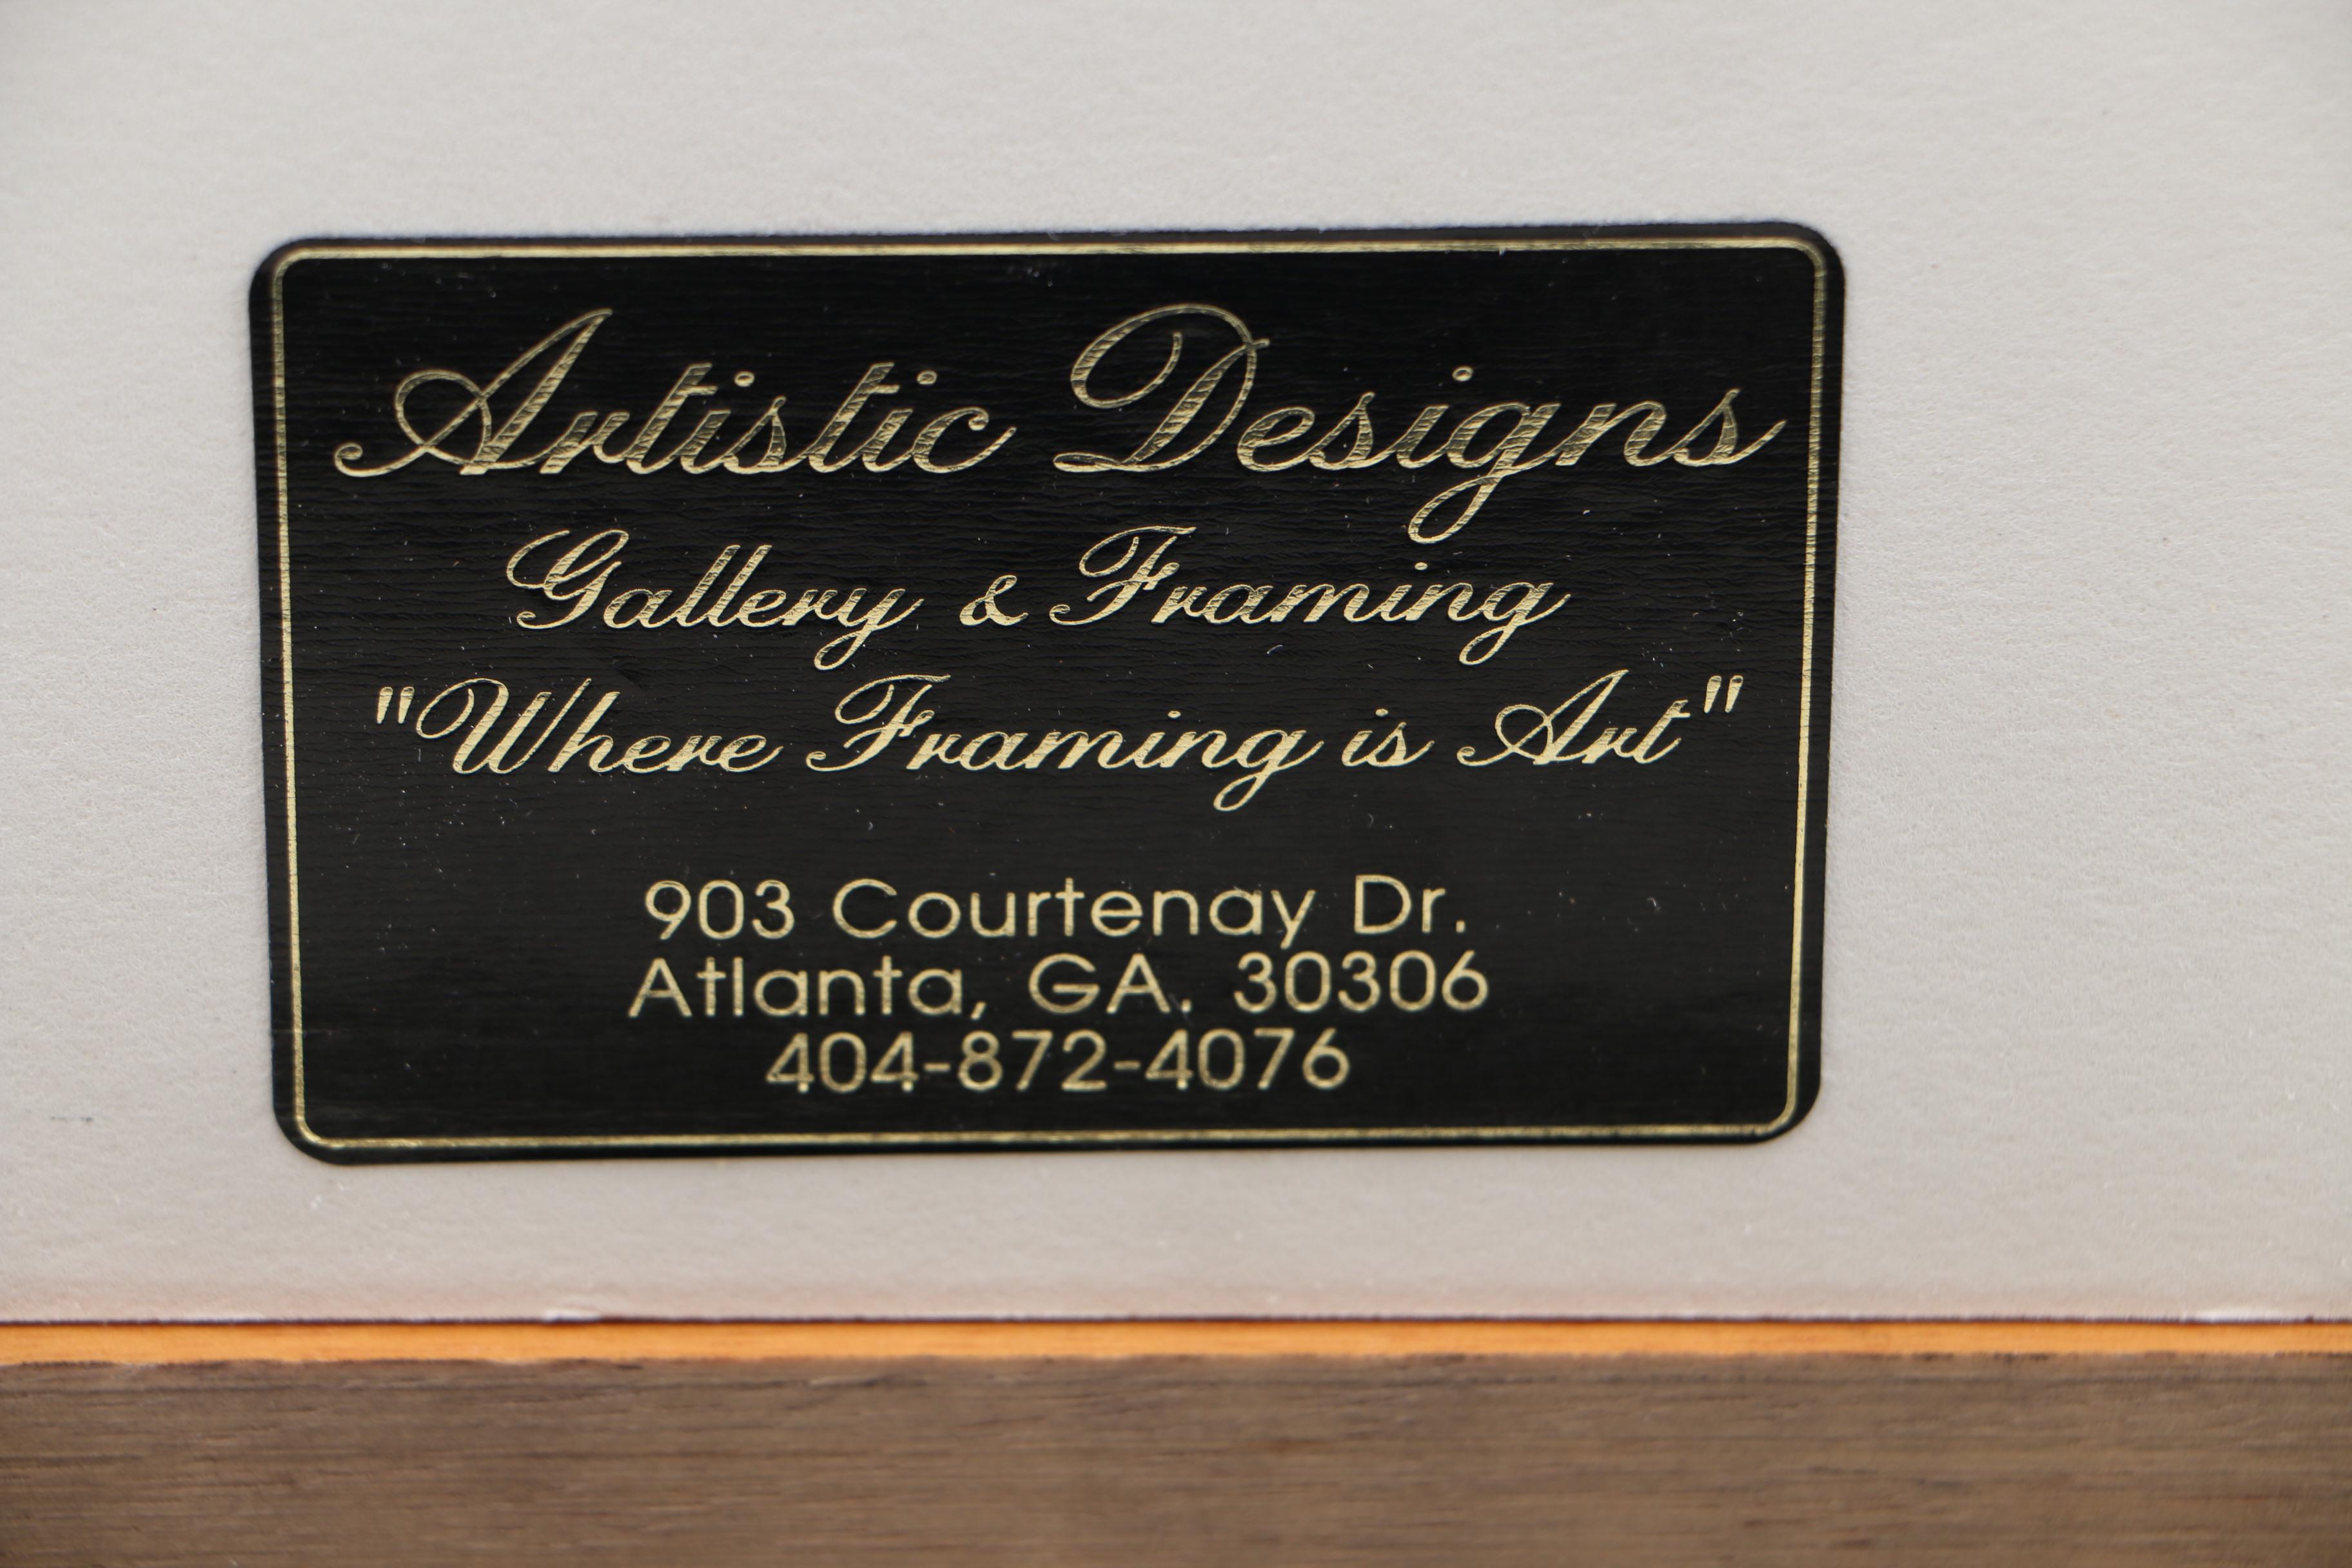 Artistic Designs
Gallery & Framing
"Where Framing is Art"
903 Courtenay Dr.
Atlanta, GA. 30306
404-872-4076